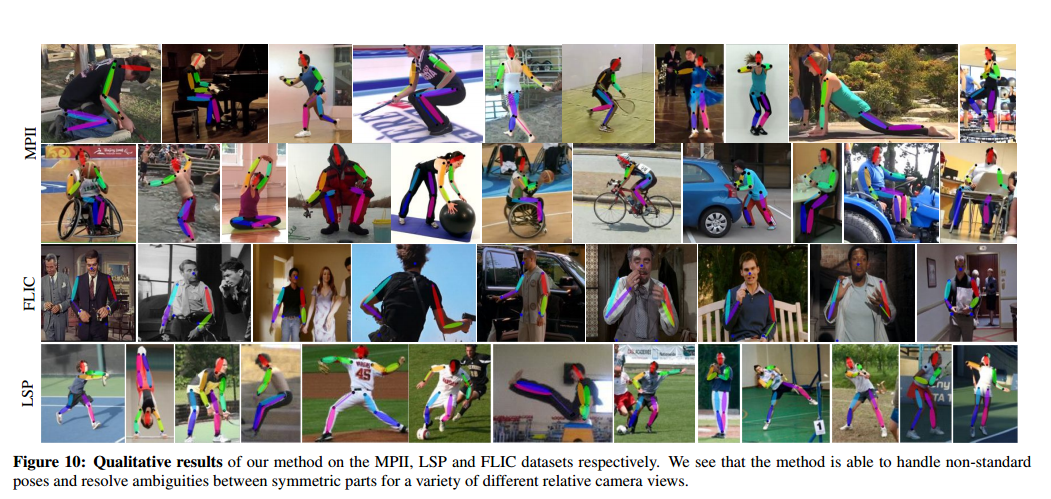 MPII
FLIC
LSP
45
1
Figure 10: Qualitative results of our method on the MPII, LSP and FLIC datasets respectively. We see that the method is able to handle non-standard
poses and resolve ambiguities between symmetric parts for a variety of different relative camera views.